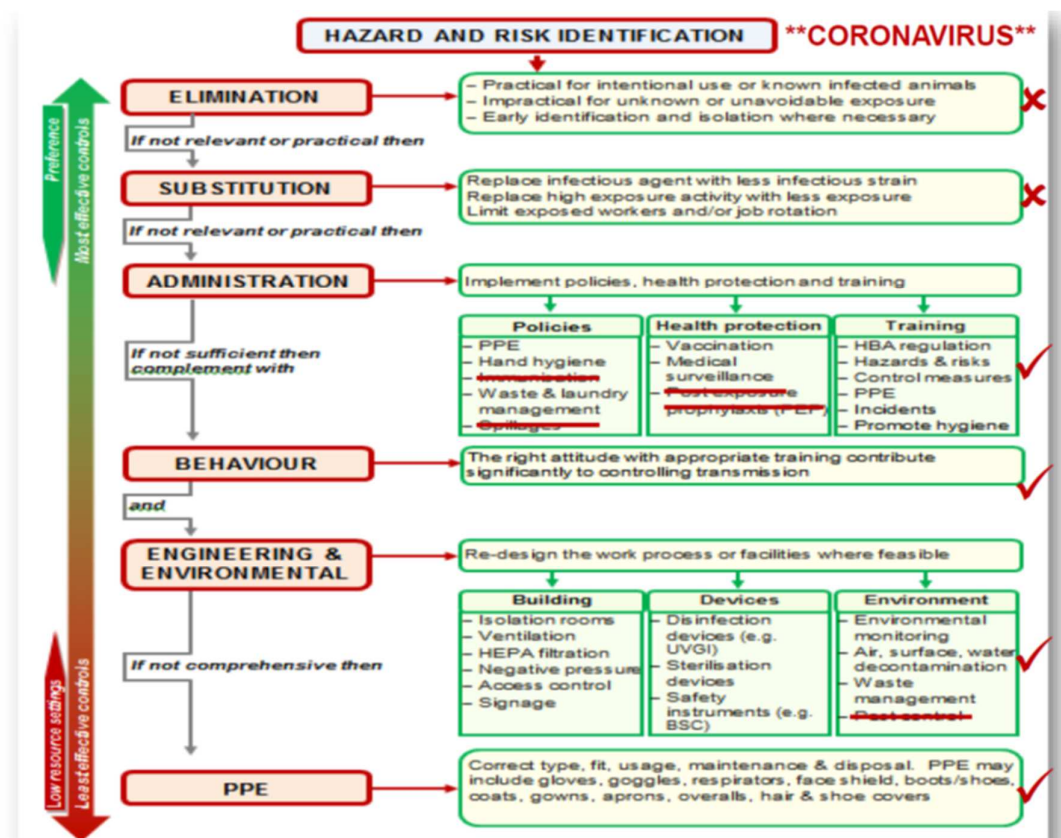 HAZARD AND RISK IDENTIFICATION
**CORONAVIRUS**
Preference
Most effective controls
Low resource settings
Least effective controls
ELIMINATION
– Practical for intentional use or known infected animals
– Impractical for unknown or unavoidable exposure
– Early identification and isolation where necessary
If not relevant or practical then
SUBSTITUTION
Replace infectious agent with less infectious strain
Replace high exposure activity with less exposure
Limit exposed workers and/or job rotation
If not relevant or practical then
ADMINISTRATION
Implement policies, health protection and training
Policies
– PPE
– Hand hygiene
– Immunisation
– Waste & laundry
management
– Spillages
Health protection
– Vaccination
– Medical
surveillance
– Post exposure
prophylaxis (PEP)
Training
– HBA regulation
– Hazards & risks
– Control measures
– PPE
– Incidents
– Promote hygiene
If not sufficient then
complement with
BEHAVIOUR
The right attitude with appropriate training contribute
significantly to controlling transmission
and
ENGINEERING &
ENVIRONMENTAL
Re-design the work process or facilities where feasible
Building
– Isolation rooms
– Ventilation
– HEPA filtration
– Negative pressure
– Access control
– Signage
Devices
– Disinfection
devices (e.g.
UVGI)
– Sterilisation
devices
– Safety
instruments (e.g.
BSC)
Environment
– Environmental
monitoring
– Air, surface, water
decontamination
– Waste
management
– Pest control
If not comprehensive then
PPE
Correct type, fit, usage, maintenance & disposal. PPE may
include gloves, goggles, respirators, face shield, boots/shoes,
coats, gowns, aprons, overalls, hair & shoe covers